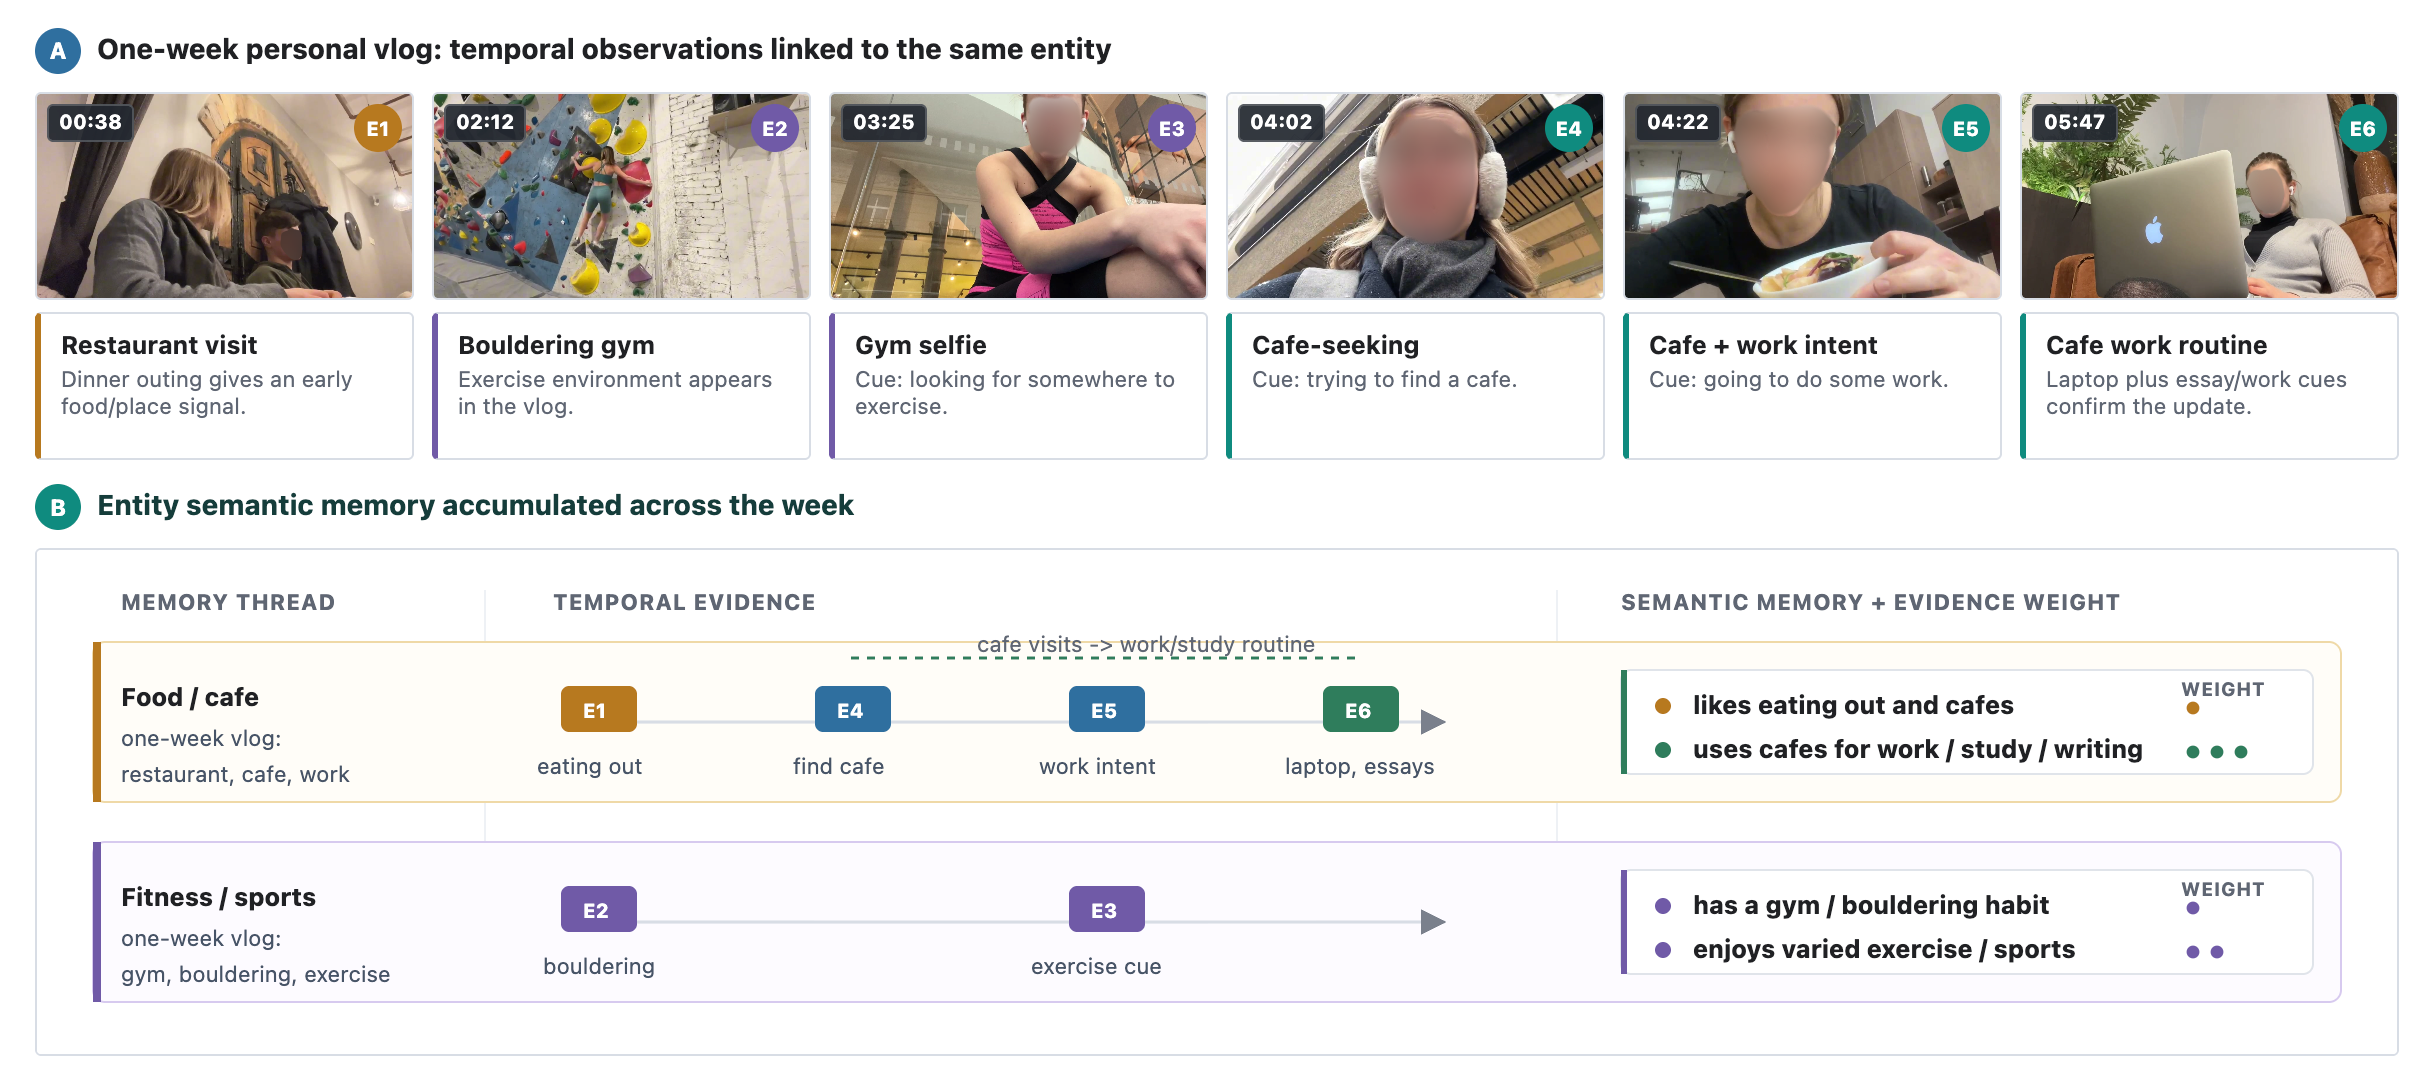 A One-week personal vlog: temporal observations linked to the same entity
00:38 E1
02:12 E2
03:25 E3
04:02 E4
04:22 E5
05:47 E6
Restaurant visit
Dinner outing gives an early
food/place signal.
Bouldering gym
Exercise environment appears
in the vlog.
Gym selfie
Cue: looking for somewhere to
exercise.
Cafe-seeking
Cue: trying to find a cafe.
Cafe + work intent
Cue: going to do some work.
Cafe work routine
Laptop plus essay/work cues
confirm the update.
B Entity semantic memory accumulated across the week
MEMORY THREAD
TEMPORAL EVIDENCE
SEMANTIC MEMORY + EVIDENCE WEIGHT
Food / cafe
one-week vlog:
restaurant, cafe, work
cafe visits -> work/study routine
E1 E4 E5 E6
eating out find cafe work intent laptop, essays
WEIGHT
likes eating out and cafes
uses cafes for work / study / writing
Fitness / sports
one-week vlog:
gym, bouldering, exercise
E2 E3
bouldering exercise cue
WEIGHT
has a gym / bouldering habit
enjoys varied exercise / sports